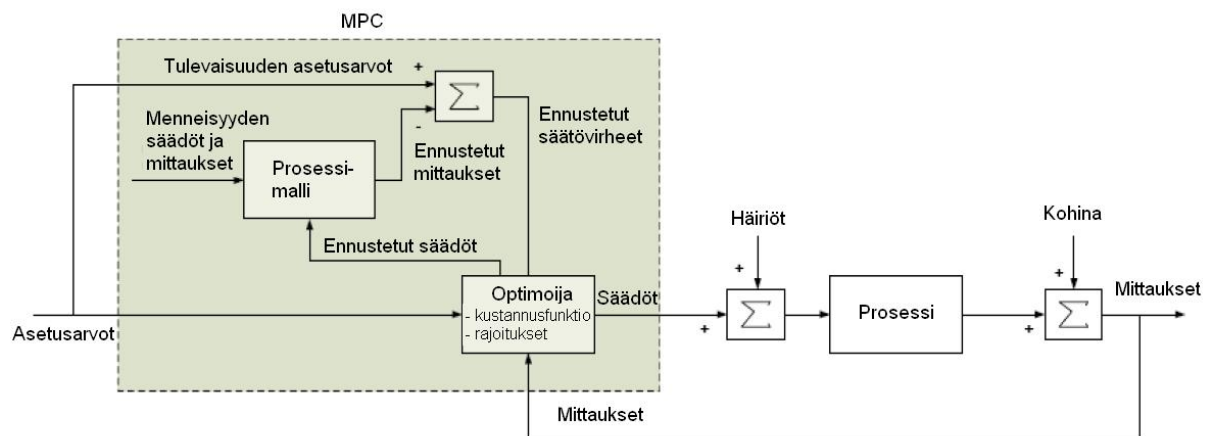 MPC
Tulevaisuuden asetusarvot
+
Σ
-
Menneisyyden
säädöt ja
mittaukset
Prosessi-
malli
Ennustetut
mittaukset
Ennustetut
säätövirheet
Ennustetut säädöt
Asetusarvot
Optimoija
- kustannusfunktio
- rajoitukset
Säädöt
Mittaukset
Häiriöt
+
+
Σ
Prosessi
Kohina
+
+
Σ
Mittaukset